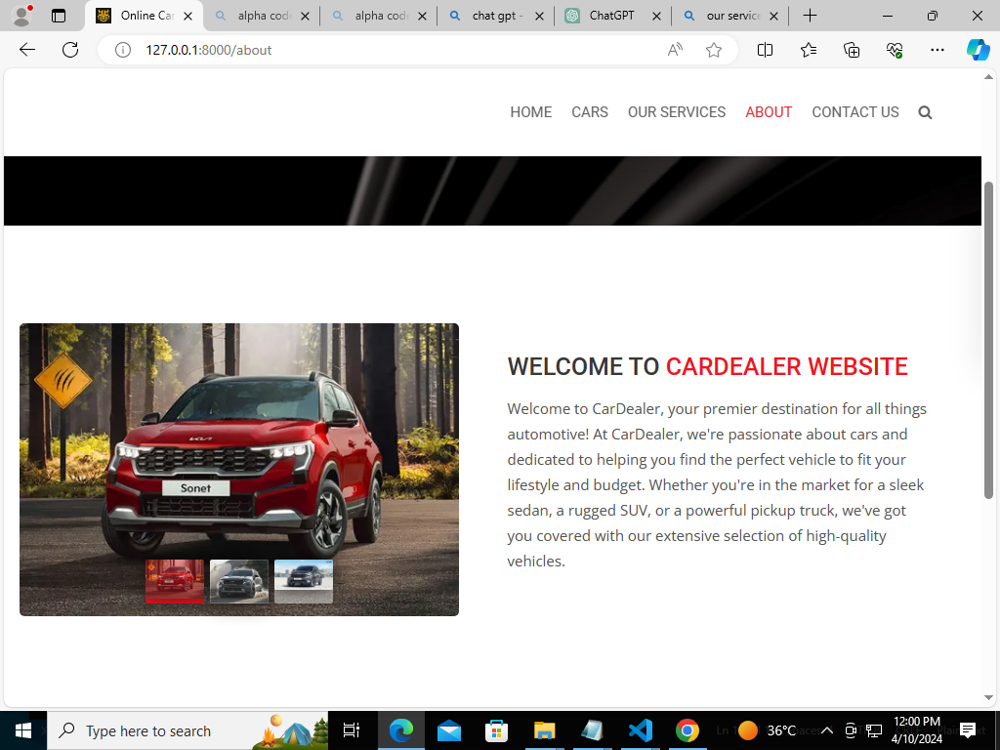 Online Car
alpha code
alpha code
chat gpt -
ChatGPT
our service
127.0.0.1:8000/about
HOME
CARS
OUR SERVICES
ABOUT
CONTACT US
WELCOME TO CARDEALER WEBSITE
Welcome to CarDealer, your premier destination for all things
automotive! At CarDealer, we're passionate about cars and
dedicated to helping you find the perfect vehicle to fit your
lifestyle and budget. Whether you're in the market for a sleek
sedan, a rugged SUV, or a powerful pickup truck, we've got
you covered with our extensive selection of high-quality
vehicles.
KIA
Sonet
Type here to search
36°C
12:00 PM
4/10/2024